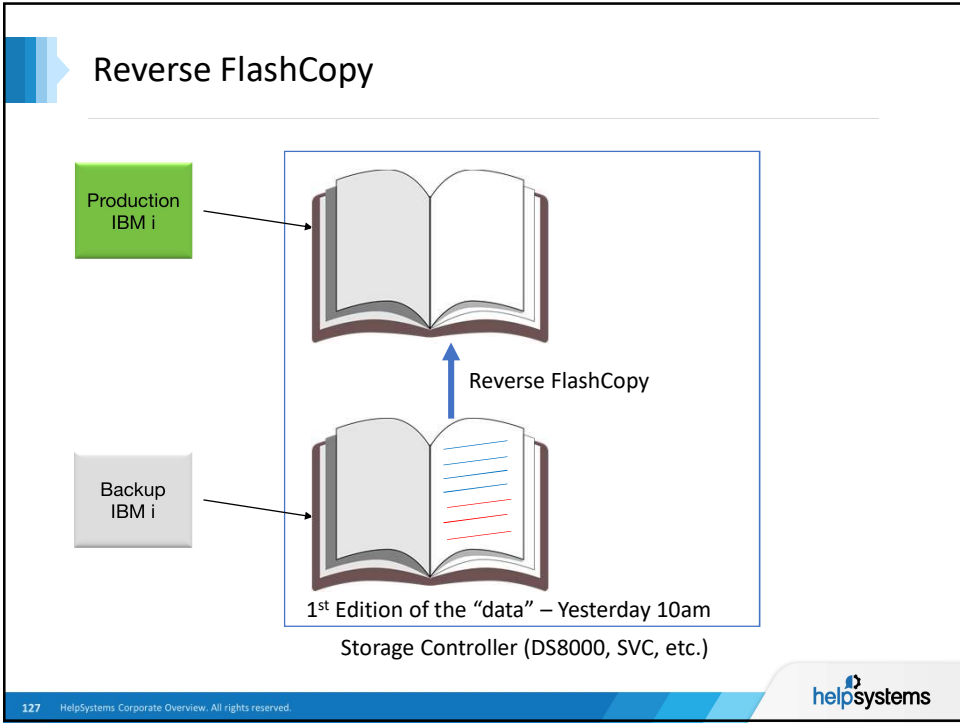 Reverse FlashCopy
Production
IBM i
Reverse FlashCopy
Backup
IBM i
1st Edition of the “data” – Yesterday 10am
Storage Controller (DS8000, SVC, etc.)
127 HelpSystems Corporate Overview. All rights reserved.
helpsystems